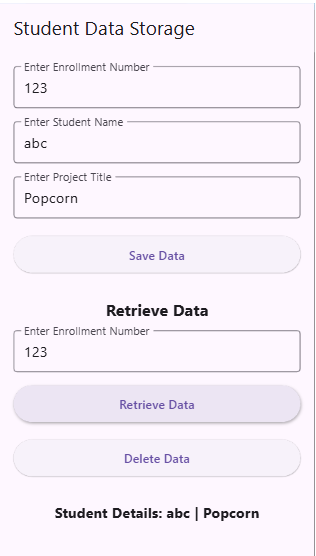 Student Data Storage
Enter Enrollment Number
123
Enter Student Name
abc
Enter Project Title
Popcorn
Save Data
Retrieve Data
Enter Enrollment Number
123
Retrieve Data
Delete Data
Student Details: abc | Popcorn